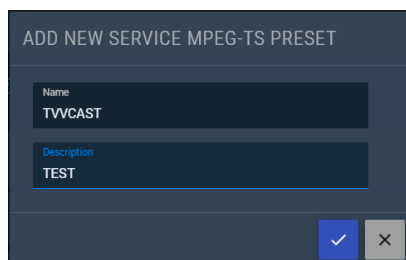 ADD NEW SERVICE MPEG-TS PRESET
Name
TVVCAST
Description
TEST